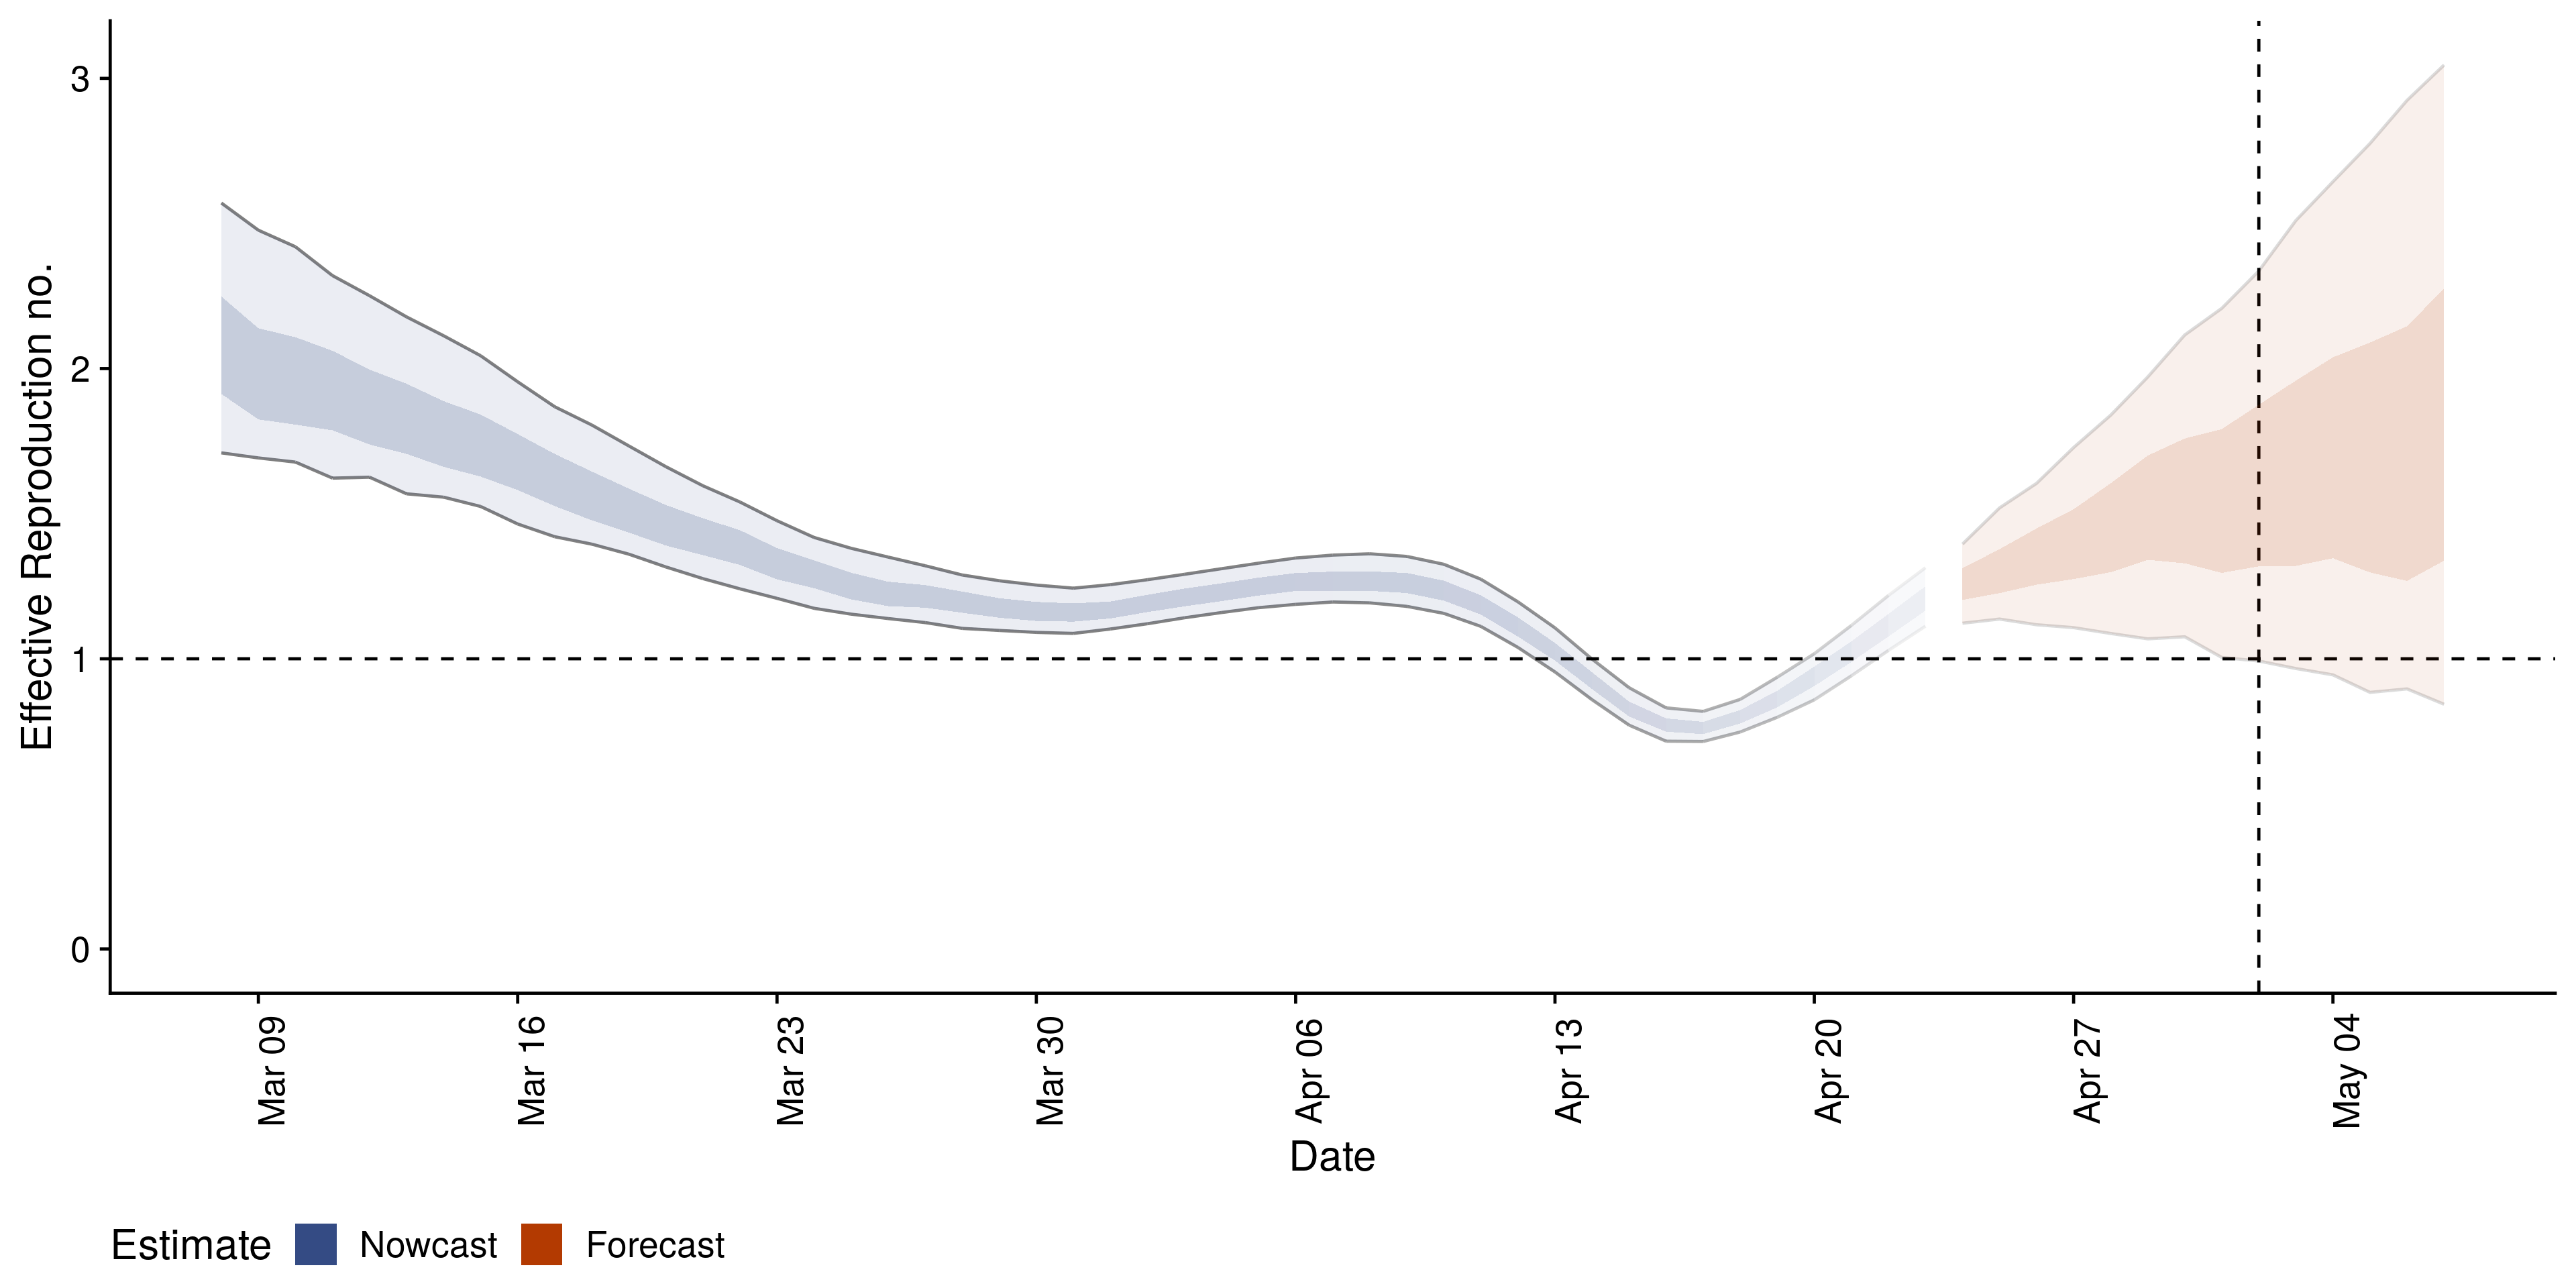 Effective Reproduction no.
3
2
1
0
Mar 09
Mar 16
Mar 23
Mar 30
Apr 06
Apr 13
Apr 20
Apr 27
May 04
Date
Estimate Nowcast Forecast